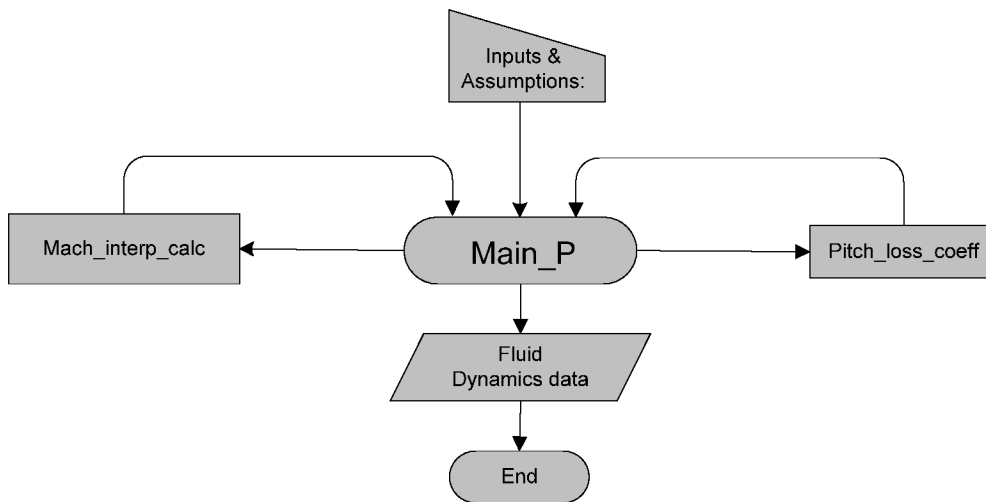 Inputs &
Assumptions:
Mach_interp_calc
Main_P
Pitch_loss_coeff
Fluid
Dynamics data
End